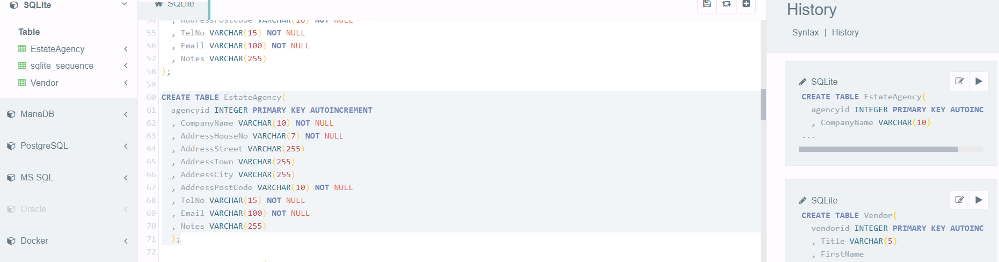 SQLite
Table
EstateAgency
sqlite_sequence
Vendor
MariaDB
PostgreSQL
MS SQL
Oracle
Docker
SQLite
54 , AddressPostCode VARCHAR(10) NOT NULL
55 , TelNo VARCHAR(15) NOT NULL
56 , Email VARCHAR(100) NOT NULL
57 , Notes VARCHAR(255)
58 );
59
60 CREATE TABLE EstateAgency(
61 agencyid INTEGER PRIMARY KEY AUTOINCREMENT
62 , CompanyName VARCHAR(10) NOT NULL
63 , AddressHouseNo VARCHAR(7) NOT NULL
64 , AddressStreet VARCHAR(255)
65 , AddressTown VARCHAR(255)
66 , AddressCity VARCHAR(255)
67 , AddressPostCode VARCHAR(10) NOT NULL
68 , TelNo VARCHAR(15) NOT NULL
69 , Email VARCHAR(100) NOT NULL
70 , Notes VARCHAR(255)
71 );
72
History
Syntax | History
SQLite
CREATE TABLE EstateAgency(
agencyid INTEGER PRIMARY KEY AUTOINC
, CompanyName VARCHAR(10)
...
SQLite
CREATE TABLE Vendor(
vendorid INTEGER PRIMARY KEY AUTOINC
, Title VARCHAR(5)
, FirstName